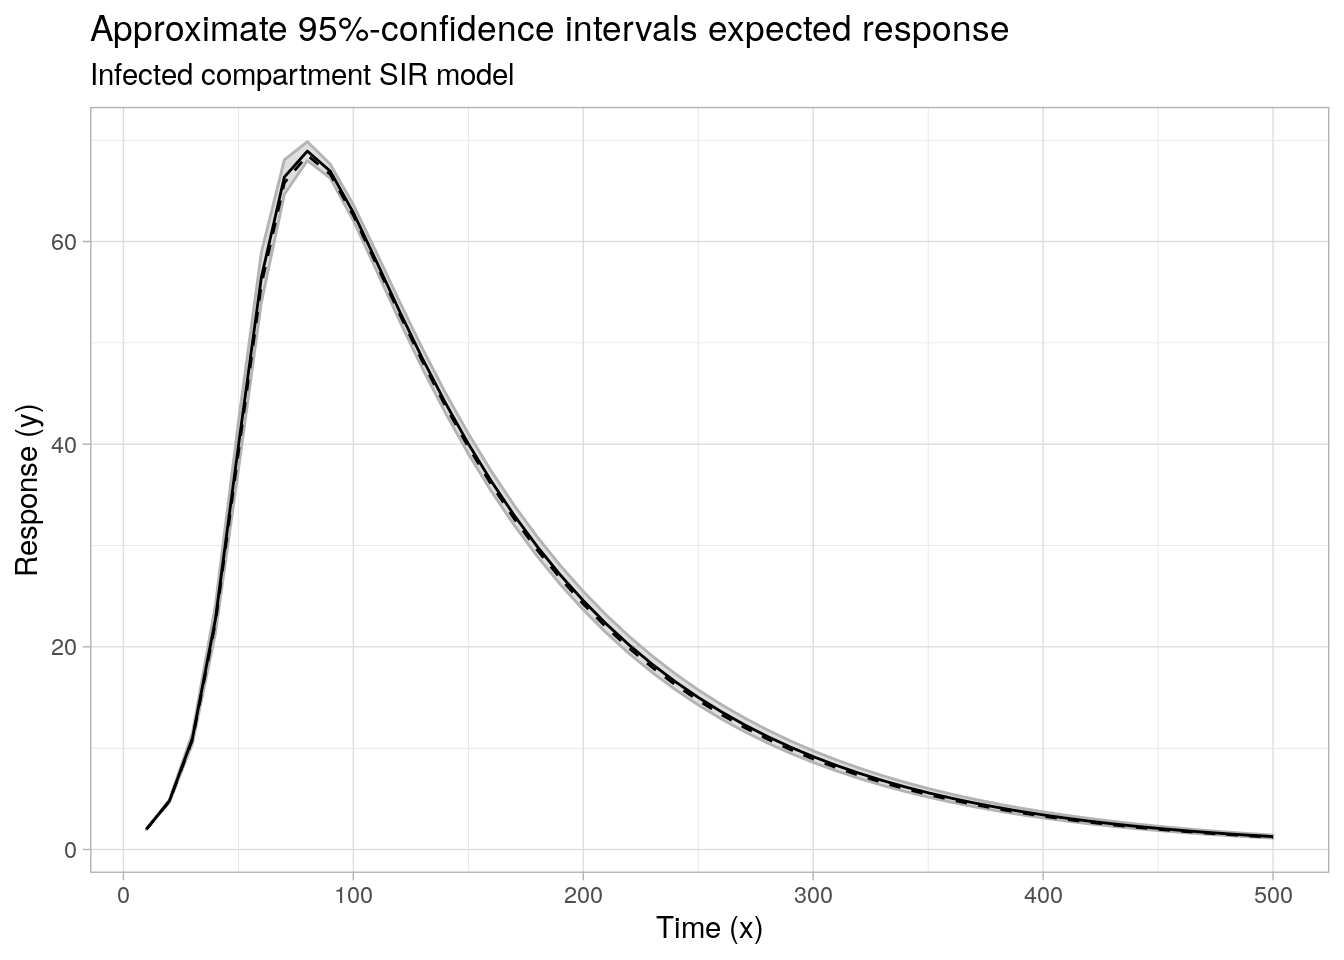 Approximate 95%-confidence intervals expected response
Infected compartment SIR model
Response (y)
60
40
20
0
0 100 200 300 400 500
Time (x)